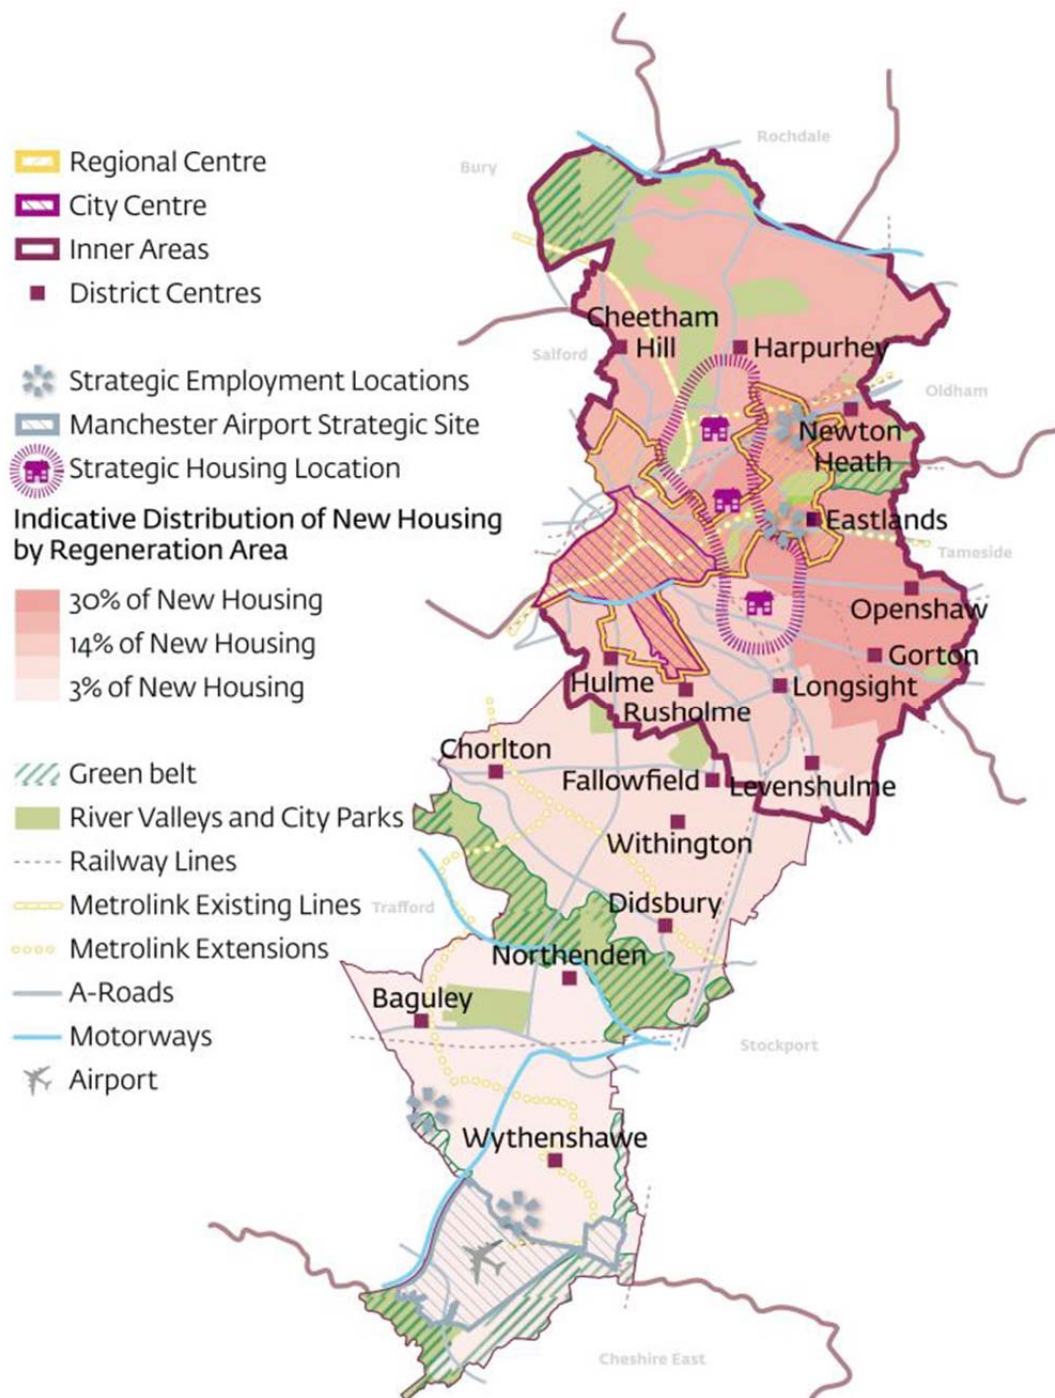 Regional Centre
City Centre
Inner Areas
District Centres
Strategic Employment Locations
Manchester Airport Strategic Site
Strategic Housing Location
Indicative Distribution of New Housing
by Regeneration Area
30% of New Housing
14% of New Housing
3% of New Housing
Green belt
River Valleys and City Parks
Railway Lines
Metrolink Existing Lines
Metrolink Extensions
A-Roads
Motorways
Airport
Rochdale
Bury
Cheetham
Hill
Harpurhey
Salford
Oldham
Newton
Heath
Eastlands
Tameside
Openshaw
Gorton
Hulme
Longsight
Rusholme
Chorlton
Fallowfield
Levenshulme
Withington
Didsbury
Trafford
Northenden
Baguley
Stockport
Wythenshawe
Cheshire East